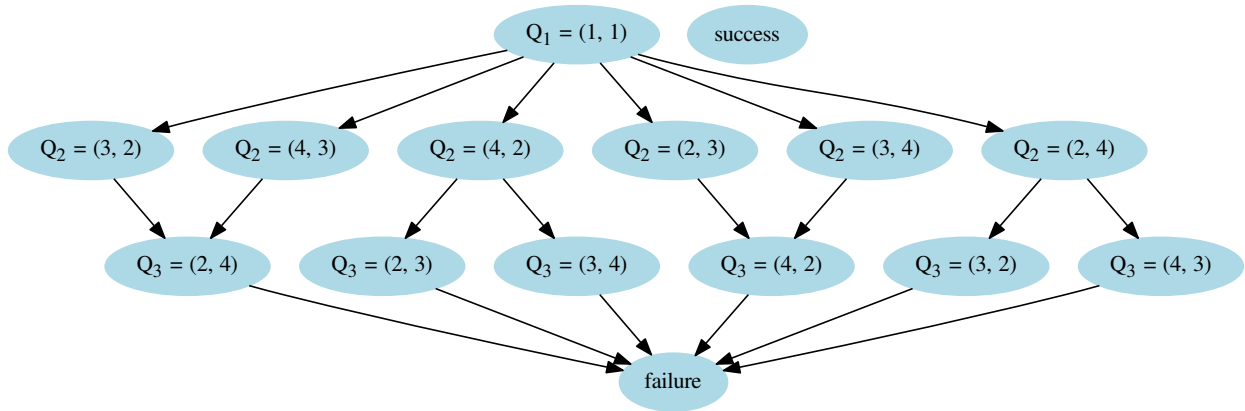 Q₁ = (1, 1)
success
Q₂ = (3, 2)
Q₂ = (4, 3)
Q₂ = (4, 2)
Q₂ = (2, 3)
Q₂ = (3, 4)
Q₂ = (2, 4)
Q₃ = (2, 4)
Q₃ = (2, 3)
Q₃ = (3, 4)
Q₃ = (4, 2)
Q₃ = (3, 2)
Q₃ = (4, 3)
failure